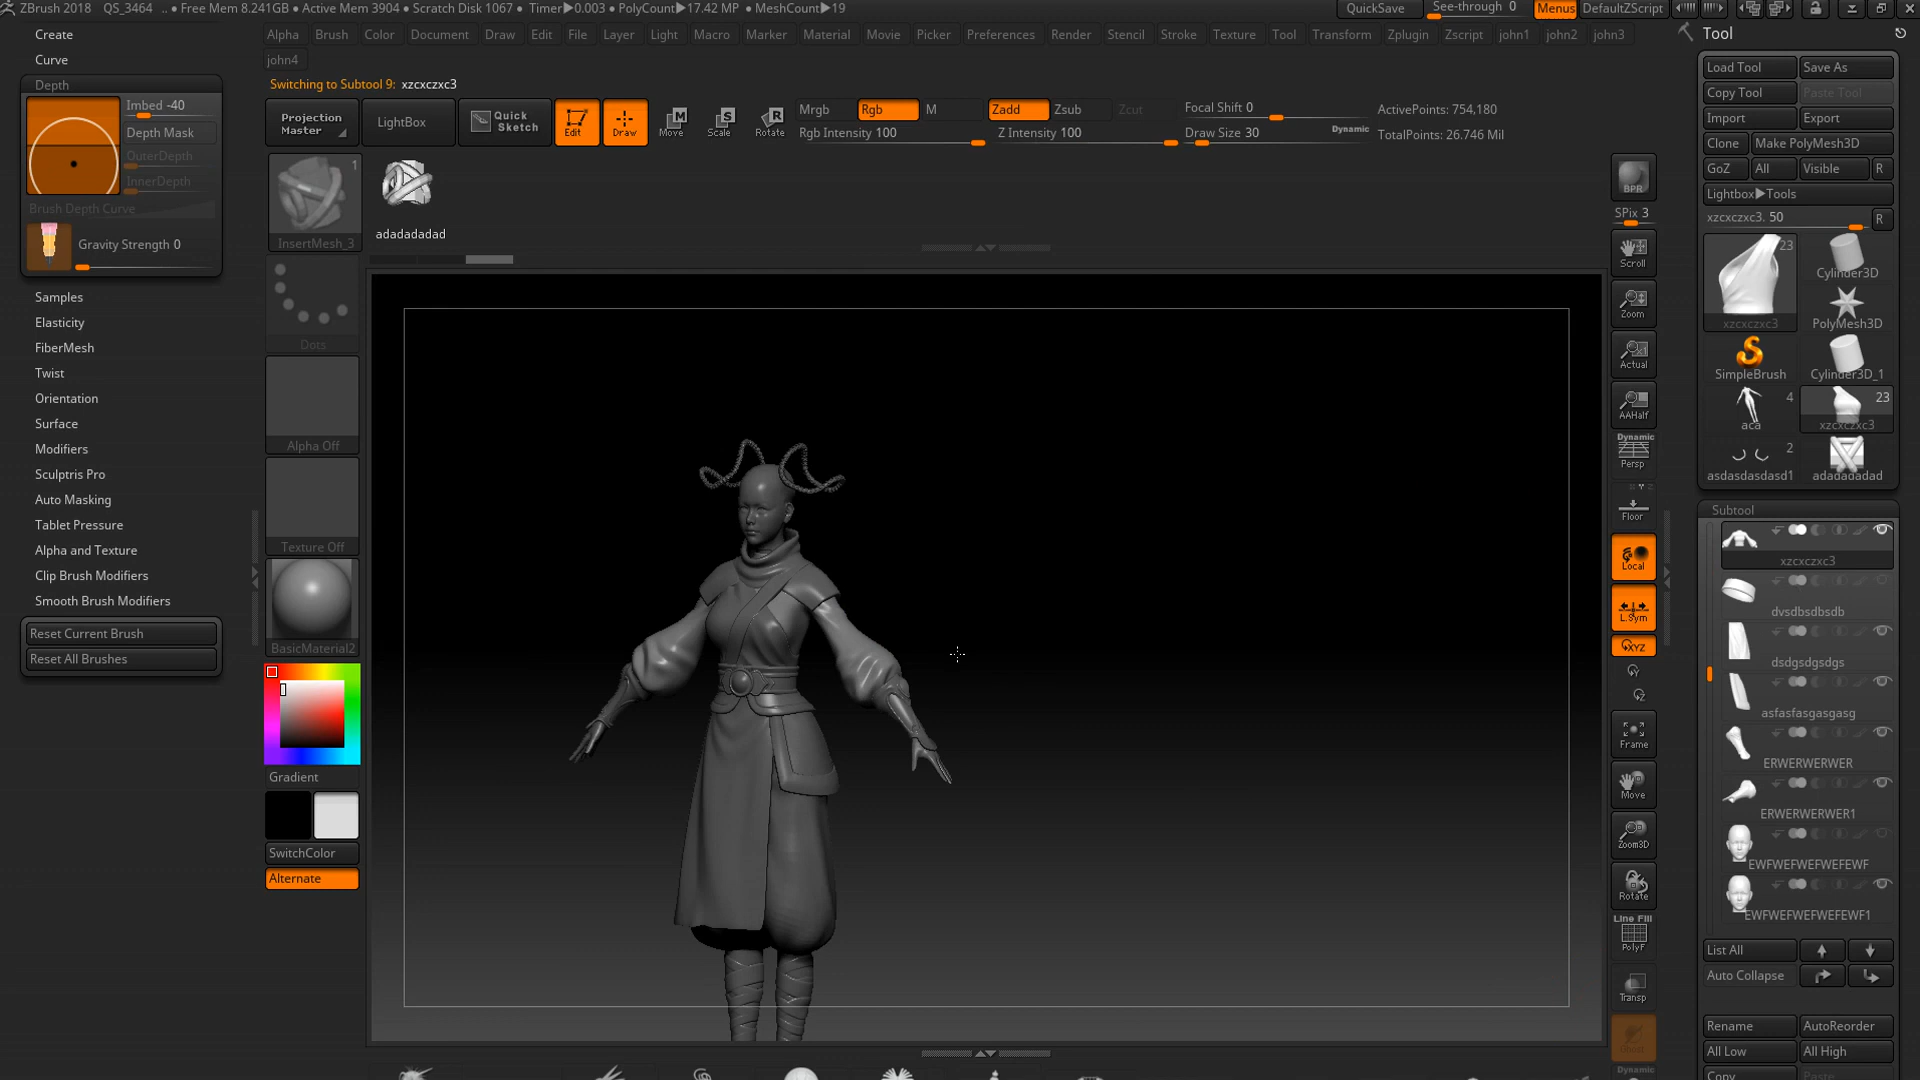 ZBrush 2018 QS_3464 .. • Free Mem 8.241GB • Active Mem 3904 • Scratch Disk 1067 • Timer▶0.003 • PolyCount▶17.42 MP • MeshCount▶19 QuickSave See-through 0 Menus DefaultZScript
Create Alpha Brush Color Document Draw Edit File Layer Light Macro Marker Material Movie Picker Preferences Render Stencil Stroke Texture Tool Transform Zplugin Zscript john1 john2 john3
john4
Switching to Subtool 9: xzcxczxc3
Curve
Depth
Imbed -40
Depth Mask
OuterDepth
InnerDepth
Brush Depth Curve
Gravity Strength 0
Samples
Elasticity
FiberMesh
Twist
Orientation
Surface
Modifiers
Sculptris Pro
Auto Masking
Tablet Pressure
Alpha and Texture
Clip Brush Modifiers
Smooth Brush Modifiers
Reset Current Brush
Reset All Brushes
Projection Master
LightBox
Quick Sketch
Edit
Draw
Move
Scale
Rotate
Mrgb Rgb M Zadd Zsub Zcut
Rgb Intensity 100 Z Intensity 100
Focal Shift 0
Draw Size 30 Dynamic
ActivePoints: 754,180
TotalPoints: 26.746 Mil
1
InsertMesh_3
adadadadad
Dots
Alpha Off
Texture Off
BasicMaterial2
Gradient
SwitchColor
Alternate
BPR
SPix 3
Scroll
Zoom
Actual
AAHalf
Dynamic
Persp
Floor
Local
L.Sym
XYZ
Frame
Move
Zoom3D
Rotate
Line Fill
PolyF
Transp
Dynamic
Tool
Load Tool Save As
Copy Tool Paste Tool
Import Export
Clone Make PolyMesh3D
GoZ All Visible R
Lightbox▶Tools
xzcxczxc3. 50 R
23
xzcxczxc3
Cylinder3D
PolyMesh3D
SimpleBrush Cylinder3D_1
4 23
aca xzcxczxc3
2
asdasdasdasd1 adadadadad
Subtool
xzcxczxc3
dvsdbsdbsdb
dsdgsdgsdgs
asfasfasgasgasg
ERWERWERWER
ERWERWERWER1
EWFWEFWEFWEFEWF
EWFWEFWEFWEFEWF1
List All
Auto Collapse
Rename AutoReorder
All Low All High
Copy Paste